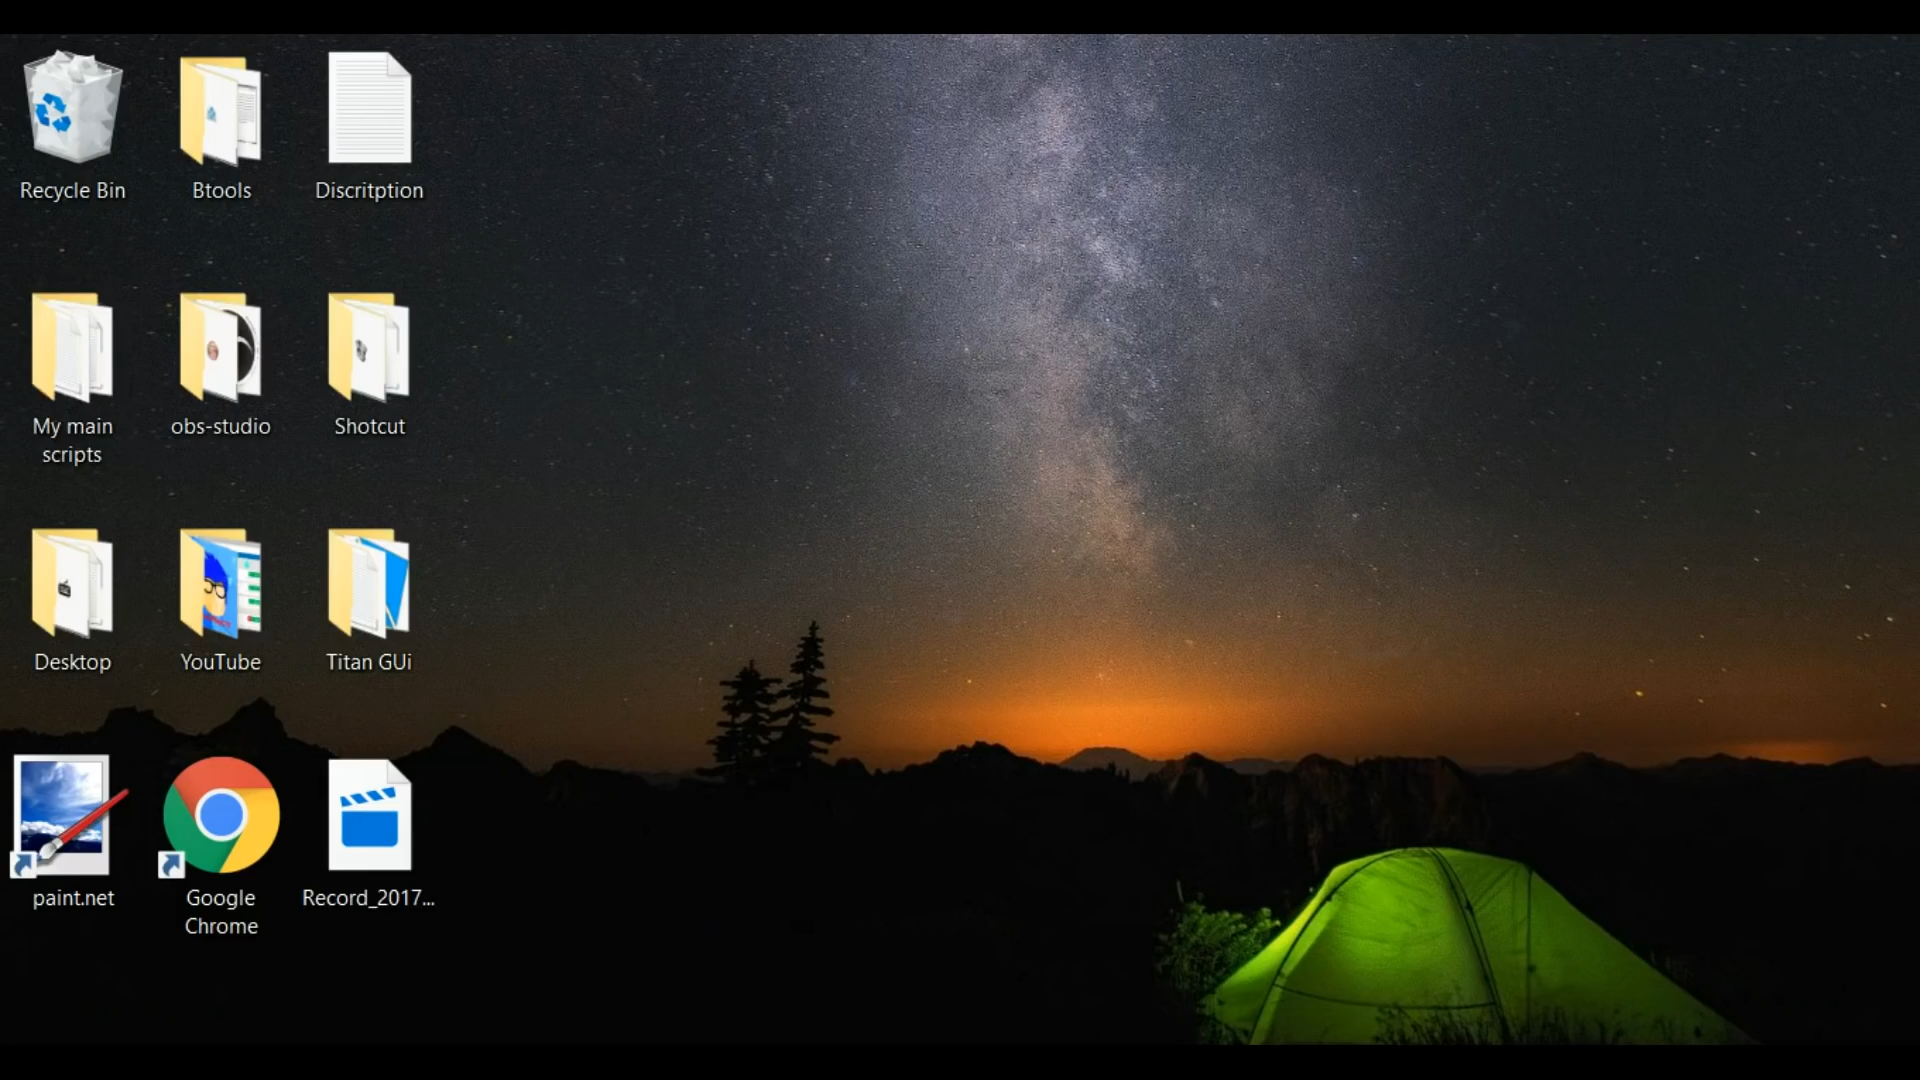 Recycle Bin
Btools
Discritption
My main
scripts
obs-studio
Shotcut
Desktop
YouTube
Titan GUi
paint.net
Google
Chrome
Record_2017...